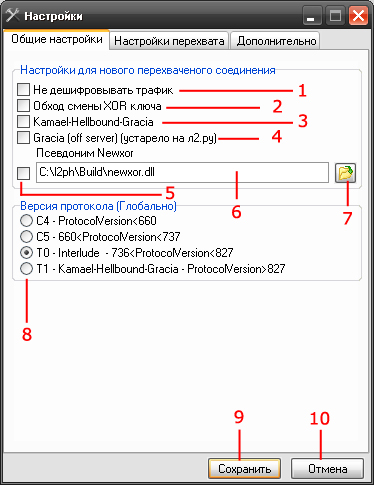 Настройки
Общие настройки Настройки перехвата Дополнительно
Настройки для нового перехваченого соединения
Не дешифровывать трафик 1
Обход смены XOR ключа 2
Kamael-Hellbound-Gracia 3
Gracia (off server) (устарело на л2.ру) 4
Псевдоним Newxor
C:\l2ph\Build\newxor.dll
5 6 7
Версия протокола (Глобально)
C4 - ProtocolVersion<660
C5 - 660<ProtocolVersion<737
T0 - Interlude - 736<ProtocolVersion<827
T1 - Kamael-Hellbound-Gracia - ProtocolVersion>827
8
9 10
Сохранить Отмена